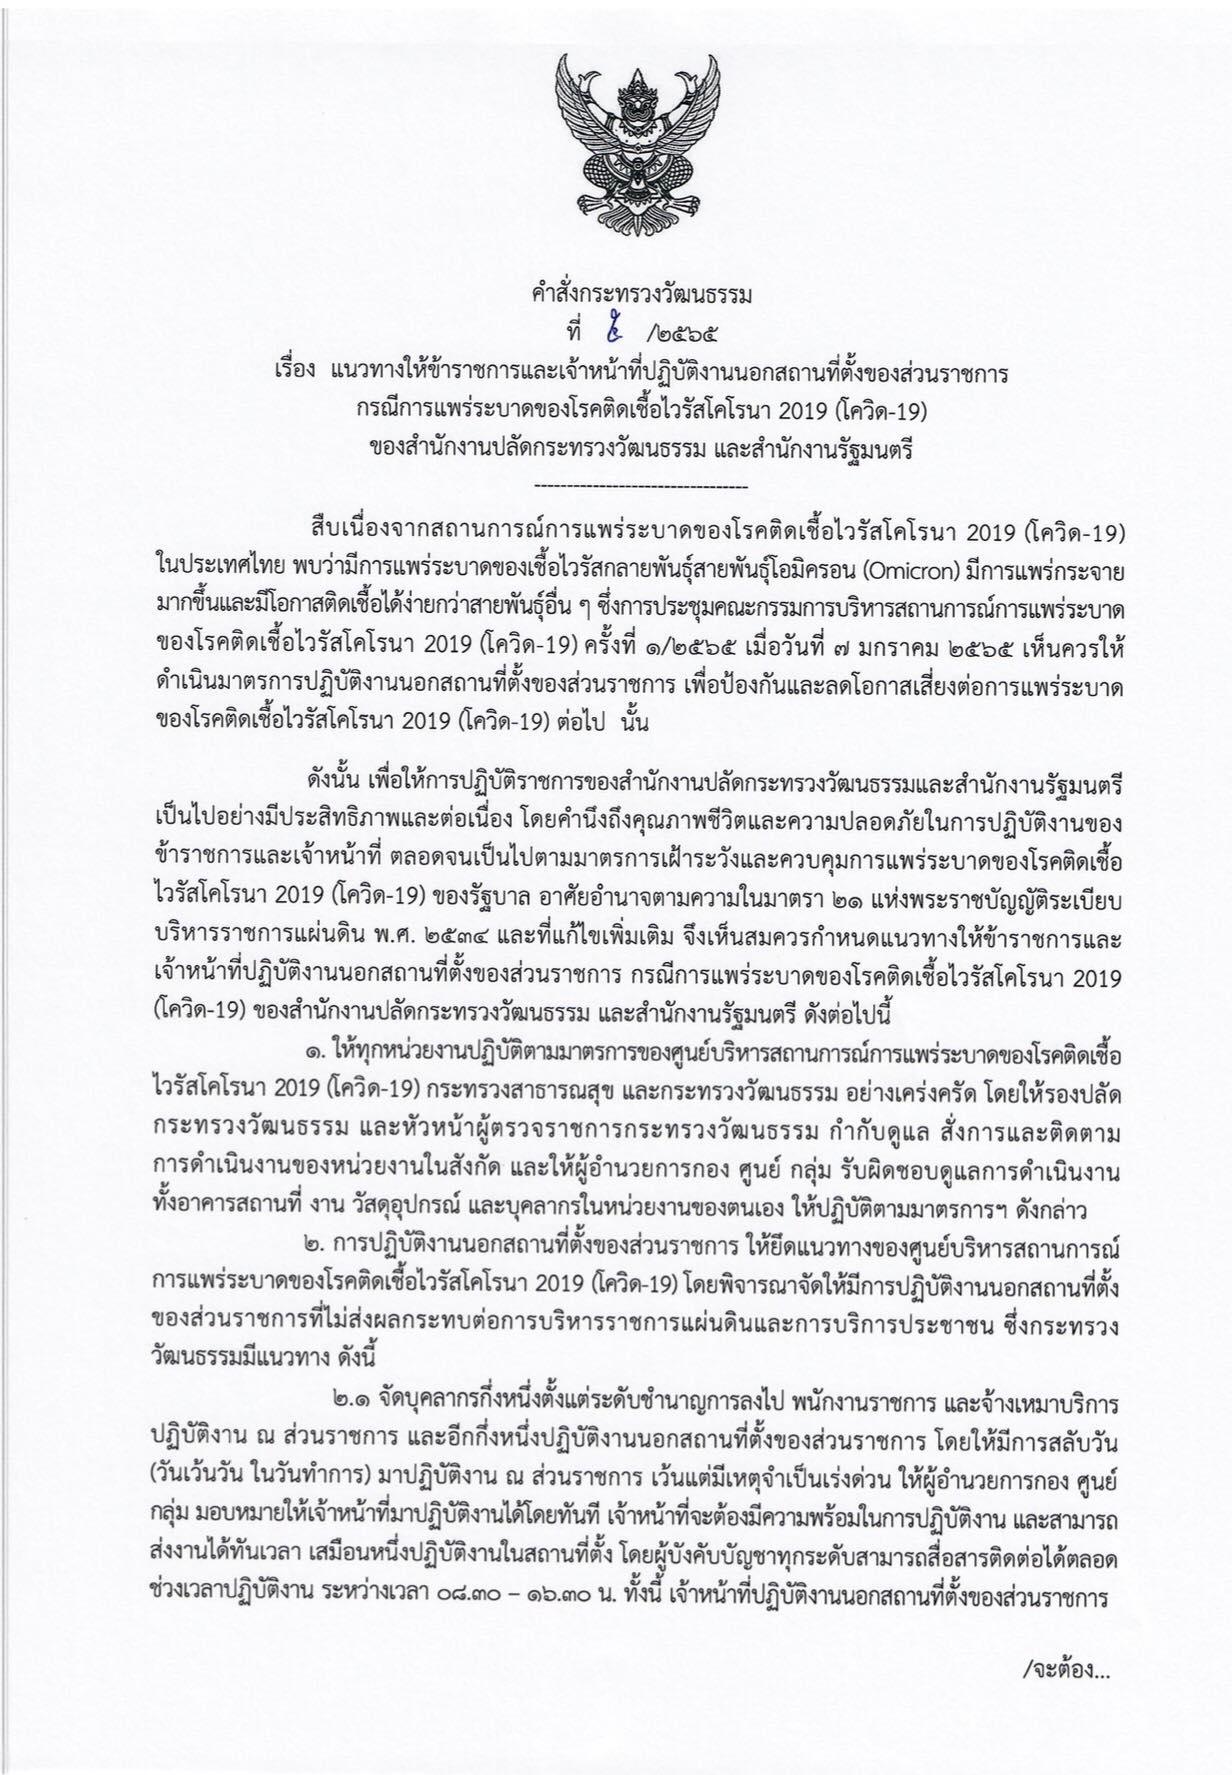 คำสั่งกระทรวงวัฒนธรรม
ที่ /๒๕๖๕
เรื่อง แนวทางให้ข้าราชการและเจ้าหน้าที่ปฏิบัติงานนอกสถานที่ตั้งของส่วนราชการ
กรณีการแพร่ระบาดของโรคติดเชื้อไวรัสโคโรนา 2019 (โควิด-19)
ของสำนักงานปลัดกระทรวงวัฒนธรรม และสำนักงานรัฐมนตรี
---------------------------------
สืบเนื่องจากสถานการณ์การแพร่ระบาดของโรคติดเชื้อไวรัสโคโรนา 2019 (โควิด-19)
ในประเทศไทย พบว่ามีการแพร่ระบาดของเชื้อไวรัสกลายพันธุ์สายพันธุ์โอมิครอน (Omicron) มีการแพร่กระจาย
มากขึ้นและมีโอกาสติดเชื้อได้ง่ายกว่าสายพันธุ์อื่น ๆ ซึ่งการประชุมคณะกรรมการบริหารสถานการณ์การแพร่ระบาด
ของโรคติดเชื้อไวรัสโคโรนา 2019 (โควิด-19) ครั้งที่ ๑/๒๕๖๕ เมื่อวันที่ ๗ มกราคม ๒๕๖๕ เห็นควรให้
ดำเนินมาตรการปฏิบัติงานนอกสถานที่ตั้งของส่วนราชการ เพื่อป้องกันและลดโอกาสเสี่ยงต่อการแพร่ระบาด
ของโรคติดเชื้อไวรัสโคโรนา 2019 (โควิด-19) ต่อไป นั้น
ดังนั้น เพื่อให้การปฏิบัติราชการของสำนักงานปลัดกระทรวงวัฒนธรรมและสำนักงานรัฐมนตรี
เป็นไปอย่างมีประสิทธิภาพและต่อเนื่อง โดยคำนึงถึงคุณภาพชีวิตและความปลอดภัยในการปฏิบัติงานของ
ข้าราชการและเจ้าหน้าที่ ตลอดจนเป็นไปตามมาตรการเฝ้าระวังและควบคุมการแพร่ระบาดของโรคติดเชื้อ
ไวรัสโคโรนา 2019 (โควิด-19) ของรัฐบาล อาศัยอำนาจตามความในมาตรา ๒๑ แห่งพระราชบัญญัติระเบียบ
บริหารราชการแผ่นดิน พ.ศ. ๒๕๓๔ และที่แก้ไขเพิ่มเติม จึงเห็นสมควรกำหนดแนวทางให้ข้าราชการและ
เจ้าหน้าที่ปฏิบัติงานนอกสถานที่ตั้งของส่วนราชการ กรณีการแพร่ระบาดของโรคติดเชื้อไวรัสโคโรนา 2019
(โควิด-19) ของสำนักงานปลัดกระทรวงวัฒนธรรม และสำนักงานรัฐมนตรี ดังต่อไปนี้
๑. ให้ทุกหน่วยงานปฏิบัติตามมาตรการของศูนย์บริหารสถานการณ์การแพร่ระบาดของโรคติดเชื้อ
ไวรัสโคโรนา 2019 (โควิด-19) กระทรวงสาธารณสุข และกระทรวงวัฒนธรรม อย่างเคร่งครัด โดยให้รองปลัด
กระทรวงวัฒนธรรม และหัวหน้าผู้ตรวจราชการกระทรวงวัฒนธรรม กำกับดูแล สั่งการและติดตาม
การดำเนินงานของหน่วยงานในสังกัด และให้ผู้อำนวยการกอง ศูนย์ กลุ่ม รับผิดชอบดูแลการดำเนินงาน
ทั้งอาคารสถานที่ งาน วัสดุอุปกรณ์ และบุคลากรในหน่วยงานของตนเอง ให้ปฏิบัติตามมาตรการฯ ดังกล่าว
๒. การปฏิบัติงานนอกสถานที่ตั้งของส่วนราชการ ให้ยึดแนวทางของศูนย์บริหารสถานการณ์
การแพร่ระบาดของโรคติดเชื้อไวรัสโคโรนา 2019 (โควิด-19) โดยพิจารณาจัดให้มีการปฏิบัติงานนอกสถานที่ตั้ง
ของส่วนราชการที่ไม่ส่งผลกระทบต่อการบริหารราชการแผ่นดินและการบริการประชาชน ซึ่งกระทรวง
วัฒนธรรมมีแนวทาง ดังนี้
๒.๑ จัดบุคลากรกึ่งหนึ่งตั้งแต่ระดับชำนาญการลงไป พนักงานราชการ และจ้างเหมาบริการ
ปฏิบัติงาน ณ ส่วนราชการ และอีกกึ่งหนึ่งปฏิบัติงานนอกสถานที่ตั้งของส่วนราชการ โดยให้มีการสลับวัน
(วันเว้นวัน ในวันทำการ) มาปฏิบัติงาน ณ ส่วนราชการ เว้นแต่มีเหตุจำเป็นเร่งด่วน ให้ผู้อำนวยการกอง ศูนย์
กลุ่ม มอบหมายให้เจ้าหน้าที่มาปฏิบัติงานได้โดยทันที เจ้าหน้าที่จะต้องมีความพร้อมในการปฏิบัติงาน และสามารถ
ส่งงานได้ทันเวลา เสมือนหนึ่งปฏิบัติงานในสถานที่ตั้ง โดยผู้บังคับบัญชาทุกระดับสามารถสื่อสารติดต่อได้ตลอด
ช่วงเวลาปฏิบัติงาน ระหว่างเวลา ๐๘.๓๐ – ๑๖.๓๐ น. ทั้งนี้ เจ้าหน้าที่ปฏิบัติงานนอกสถานที่ตั้งของส่วนราชการ
/จะต้อง...